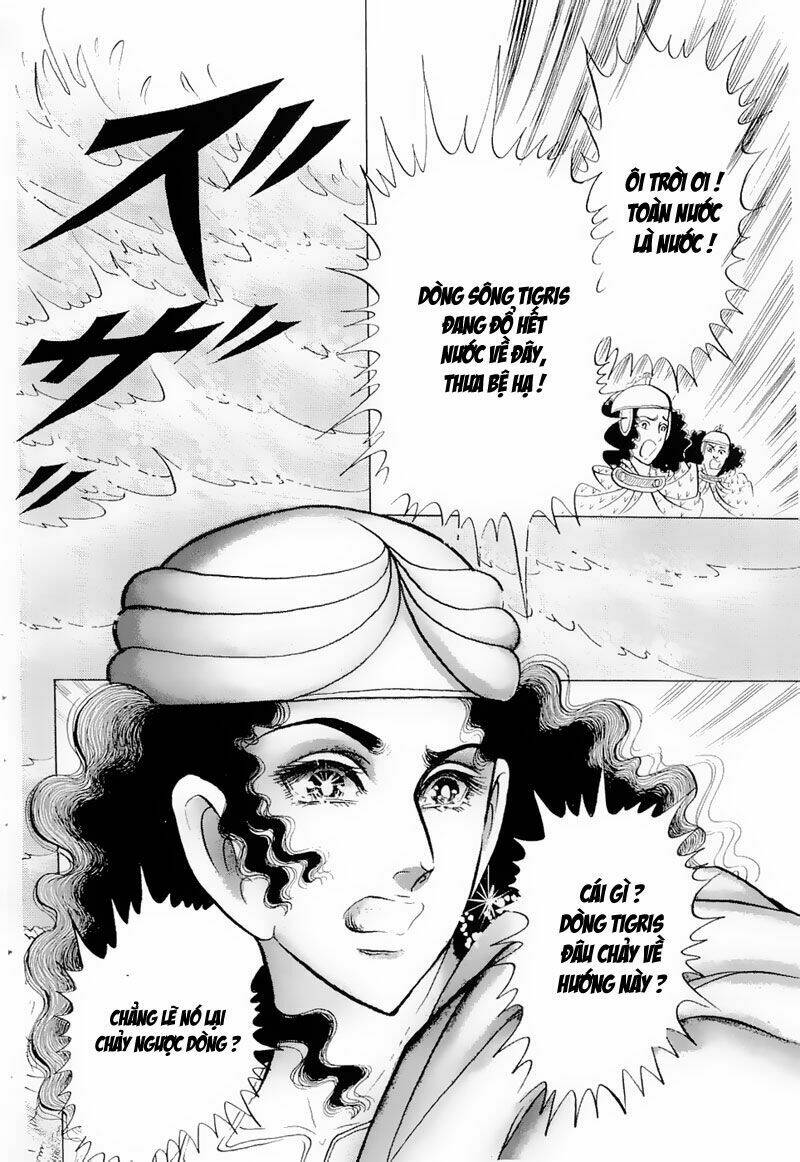 ÔI TRỜI ƠI !
TOÀN NƯỚC
LÀ NƯỚC !
DÒNG SÔNG TIGRIS
ĐANG ĐỔ HẾT
NƯỚC VỀ ĐÂY,
THƯA BỆ HẠ !
ズザッ
CÁI GÌ ?
DÒNG TIGRIS
ĐÂU CHẢY VỀ
HƯỚNG NÀY ?
CHẲNG LẼ NÓ LẠI
CHẢY NGƯỢC DÒNG ?